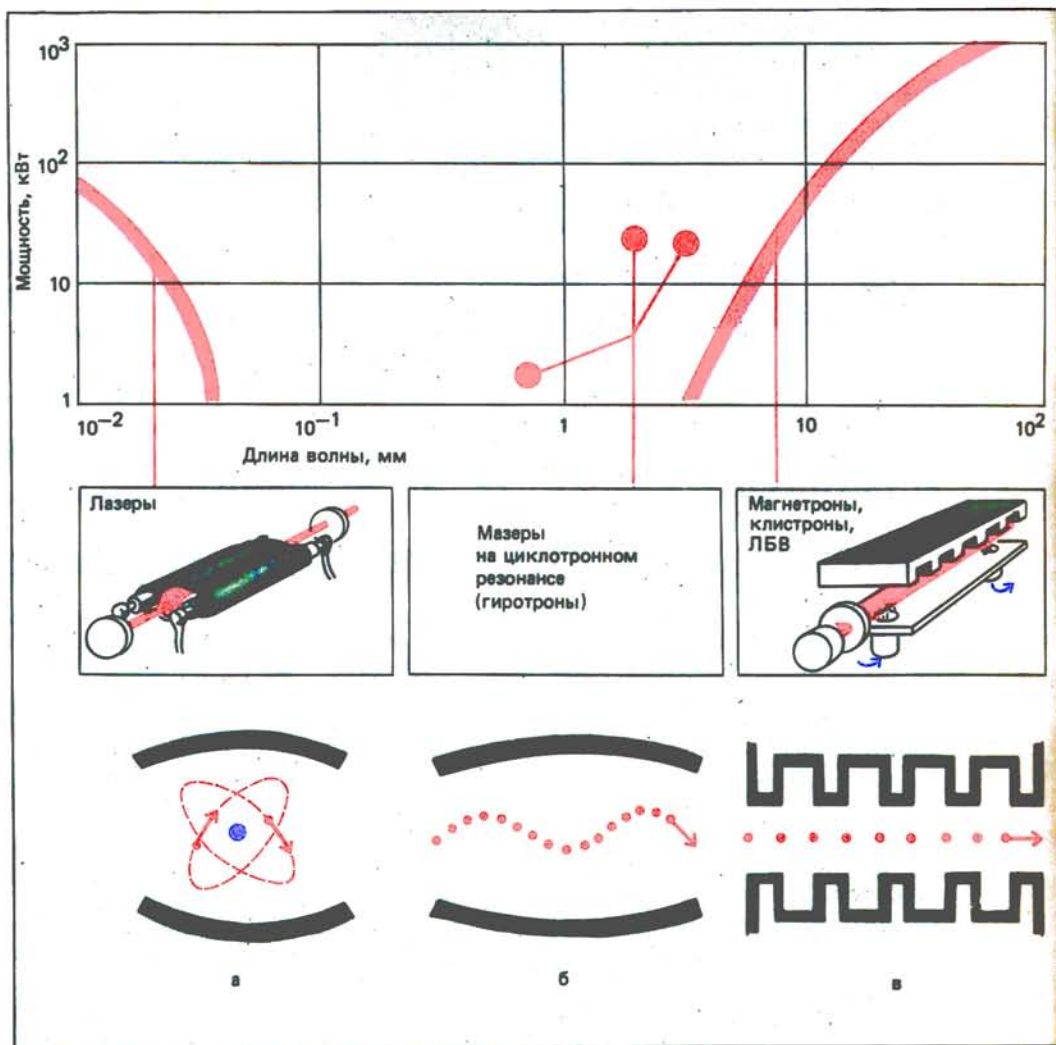 10³
10²
10
1
Мощность, кВт
10⁻²
10⁻¹
1
10
10²
Длина волны, мм
Лазеры
Мазеры
на циклотронном
резонансе
(гиротроны)
Магнетроны,
клистроны,
ЛБВ
а
б
в